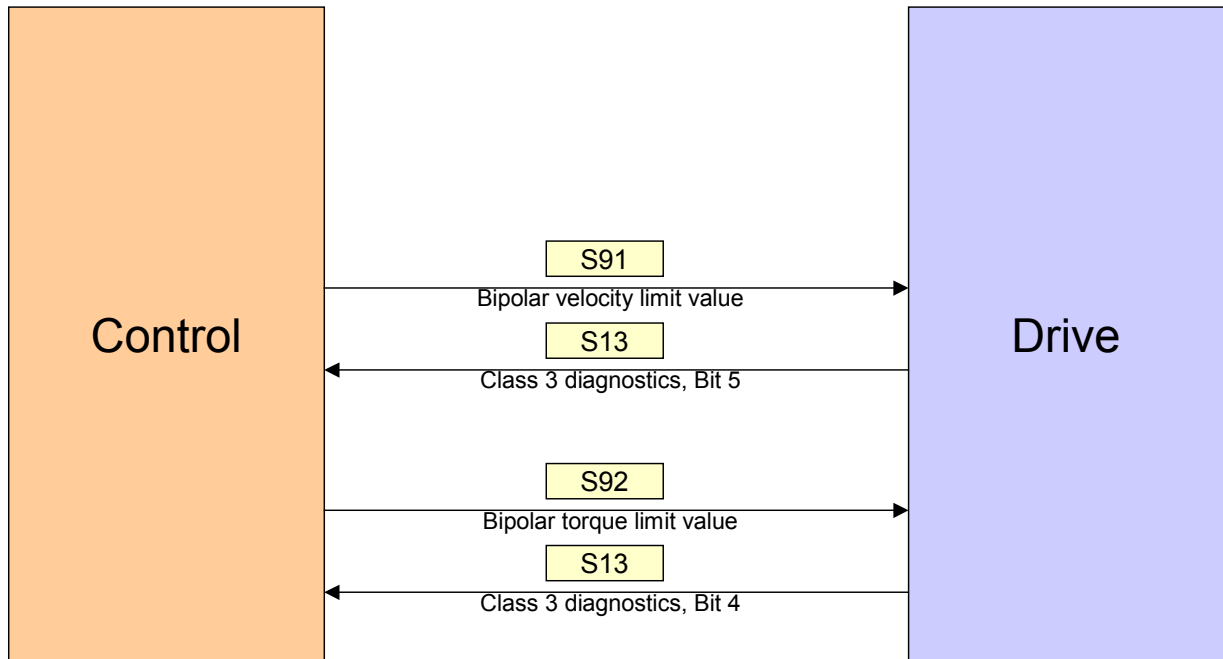 S91
Bipolar velocity limit value
Control
S13
Drive
Class 3 diagnostics, Bit 5
S92
Bipolar torque limit value
S13
Class 3 diagnostics, Bit 4